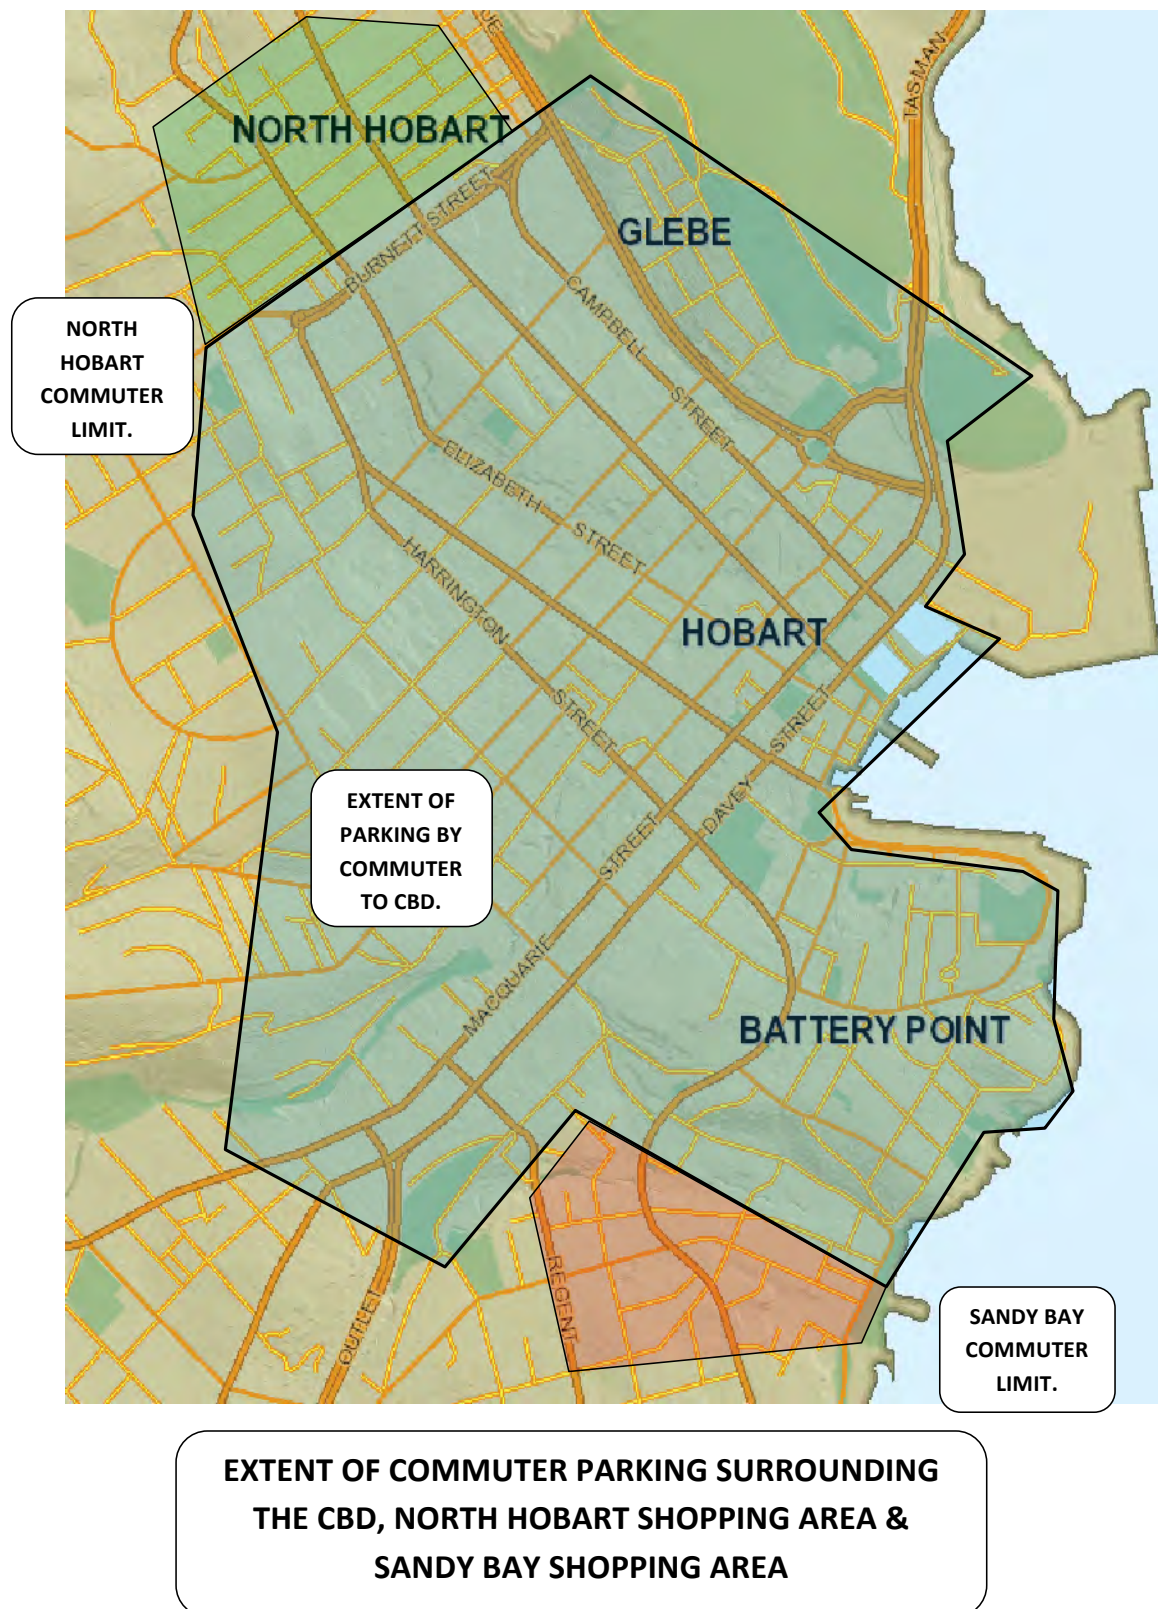 UE
TASMAN
NORTH HOBART
GLEBE
BURNETT STREET
CAMPBELL STREET
NORTH
HOBART
COMMUTER
LIMIT.
ELIZABETH STREET
HARRINGTON STREET
HOBART
DAVEY STREET
EXTENT OF
PARKING BY
COMMUTER
TO CBD.
MACQUARIE STREET
BATTERY POINT
REGENT
OUTLET
SANDY BAY
COMMUTER
LIMIT.
EXTENT OF COMMUTER PARKING SURROUNDING
THE CBD, NORTH HOBART SHOPPING AREA &
SANDY BAY SHOPPING AREA